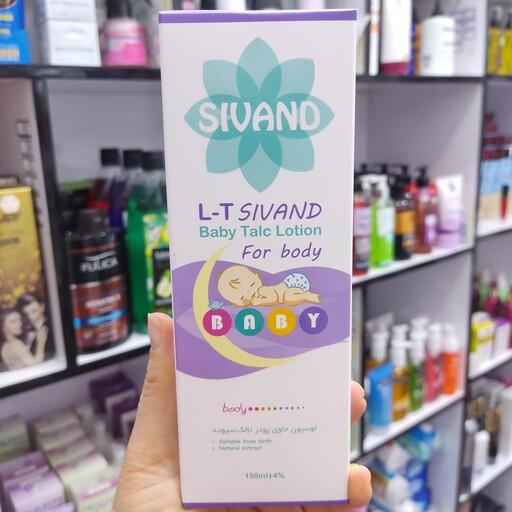 SIVAND
L-T SIVAND
Baby Talc Lotion
For body
BABY
body
لوسیون حاوی پودر تالک سیوند
• Suitable from birth
• Natural extract
150ml±4%
FULICA